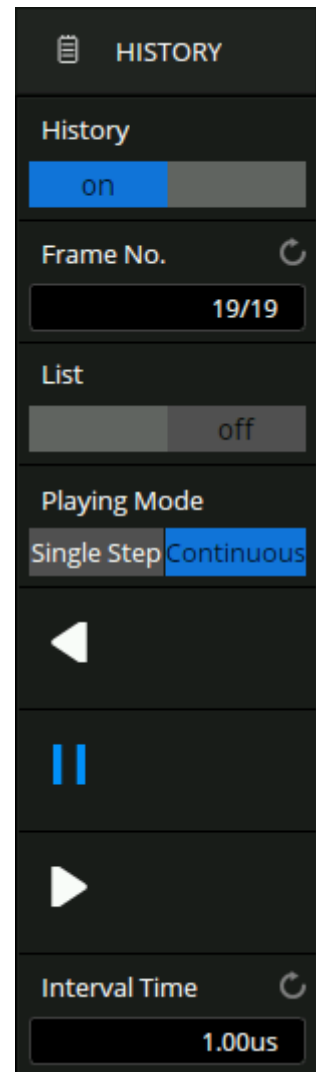 HISTORY
History
on
Frame No.
19/19
List
off
Playing Mode
Single Step Continuous
Interval Time
1.00us